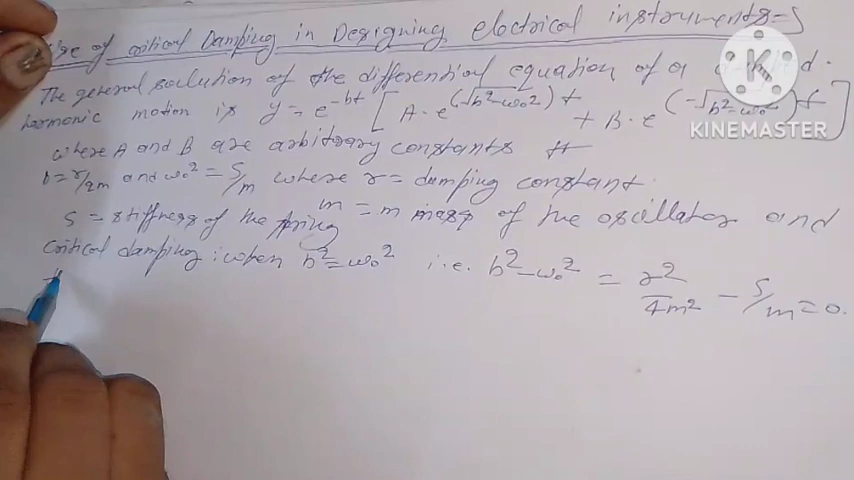 Use of critical Damping in Designing electrical instruments=S
The general solution of the differential equation of a
harmonic motion is y = e^-bt [ A. e^(√b²-ω₀²)t + B. e^(-√b²-ω₀²)t ]
where A and B are arbitrary constants
b=r/2m and ω₀² = S/m where r = damping constant.
S = stiffness of the spring m = m mass of the oscillator and
Critical damping : when b² = ω₀² i.e. b²-ω₀² = r²/4m² - S/m = 0.
KINEMASTER